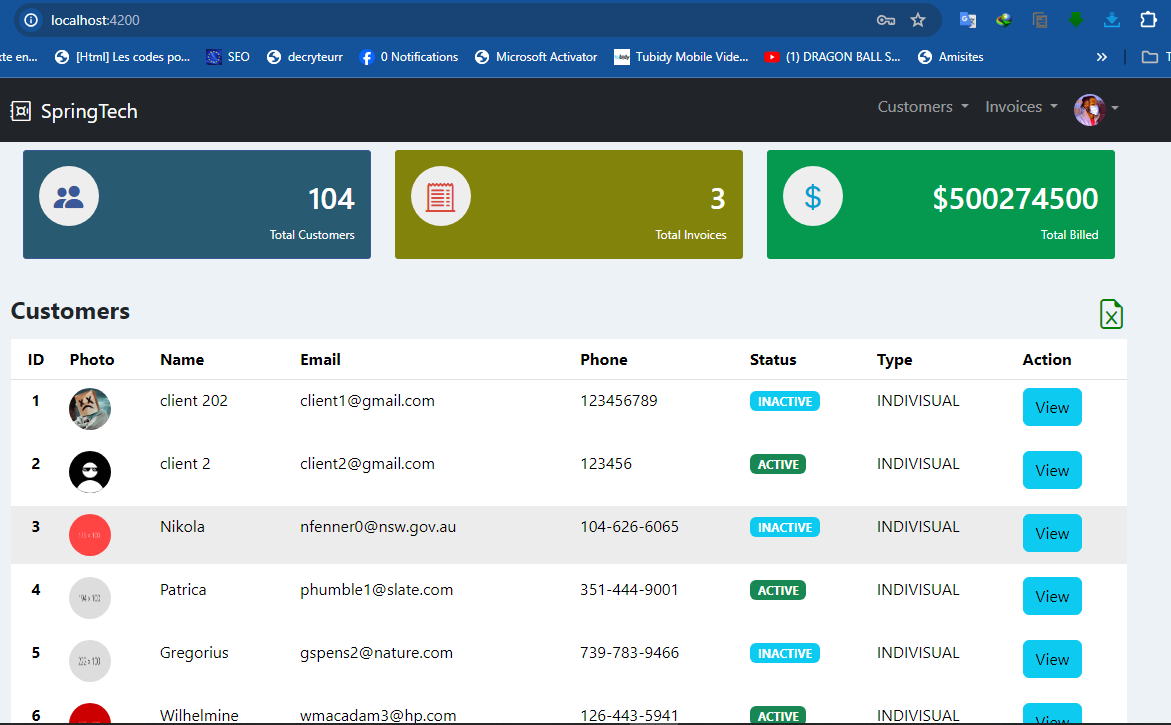 localhost:4200
xte en... [Html] Les codes po... SEO decryteurr 0 Notifications Microsoft Activator Tubidy Mobile Vide... (1) DRAGON BALL S... Amisites
SpringTech Customers Invoices
104 3 $500274500
Total Customers Total Invoices Total Billed
Customers
ID Photo Name Email Phone Status Type Action
1 client 202 client1@gmail.com 123456789 INACTIVE INDIVISUAL View
2 client 2 client2@gmail.com 123456 ACTIVE INDIVISUAL View
3 Nikola nfenner0@nsw.gov.au 104-626-6065 INACTIVE INDIVISUAL View
4 Patrica phumble1@slate.com 351-444-9001 ACTIVE INDIVISUAL View
5 Gregorius gspens2@nature.com 739-783-9466 INACTIVE INDIVISUAL View
6 Wilhelmine wmacadam3@hp.com 126-443-5941 ACTIVE INDIVISUAL View